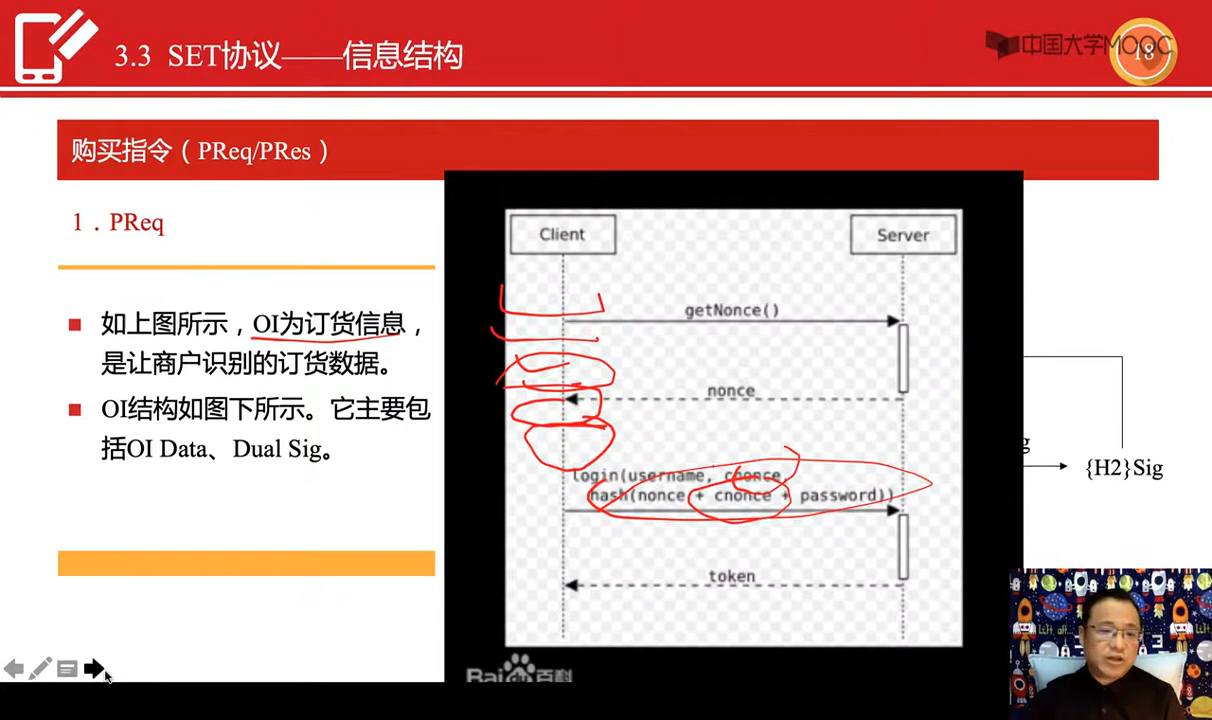 3.3 SET协议——信息结构
中国大学MOOC
18
购买指令（PReq/PRes）
1．PReq
如上图所示，OI为订货信息，
是让商户识别的订货数据。
OI结构如图下所示。它主要包
括OI Data、Dual Sig。
Client
Server
getNonce()
nonce
login(username, cnonce,
hash(nonce + cnonce + password))
token
g
{H2}Sig
Bai百科